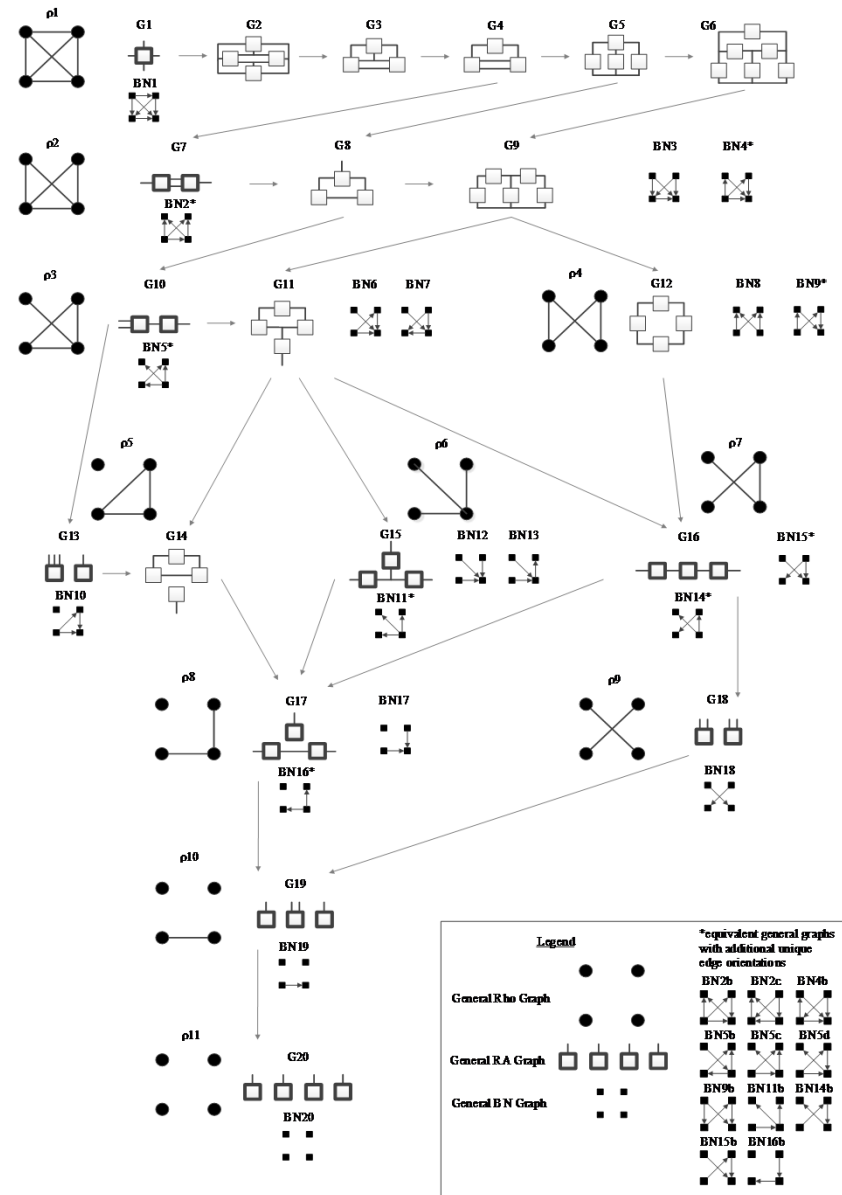 ρ1
G1
G2
G3
G4
G5
G6
BN1
ρ2
G7
G8
G9
BN3
BN4*
BN2*
ρ3
G10
G11
BN6
BN7
ρ4
G12
BN8
BN9*
BN5*
ρ5
ρ6
ρ7
G13
G14
G15
BN12
BN13
G16
BN15*
BN10
BN11*
BN14*
ρ8
G17
BN17
ρ9
G18
BN16*
BN18
ρ10
G19
BN19
ρ11
G20
BN20
Legend
*equivalent general graphs
with additional unique
edge orientations
General Rho Graph
General RA Graph
General BN Graph
BN2b
BN2c
BN4b
BN5b
BN5c
BN5d
BN9b
BN11b
BN14b
BN15b
BN16b